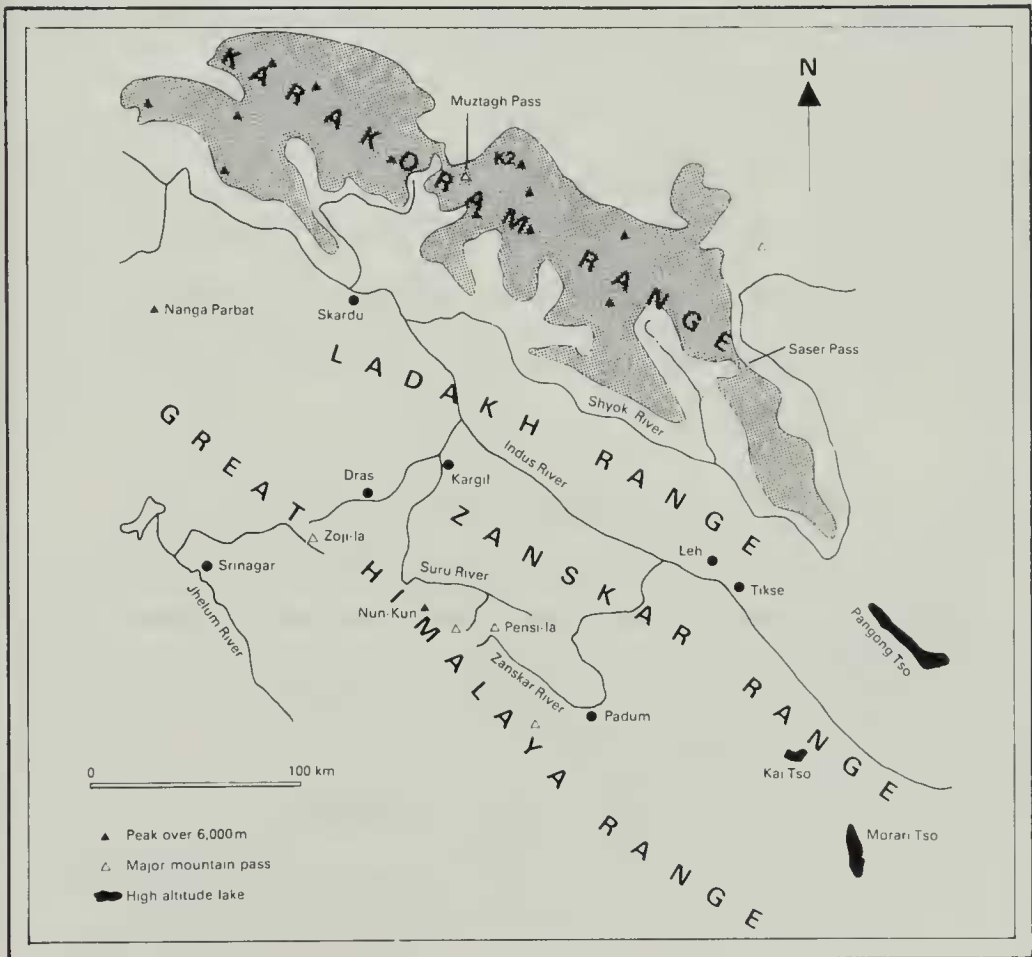 N
KARAKORAM RANGE
Muztagh Pass
K2
Nanga Parbat
Skardu
Saser Pass
LADAKH RANGE
Shyok River
Indus River
GREAT HIMALAYA RANGE
Dras
Kargil
ZANSKAR RANGE
Zoji-la
Srinagar
Leh
Tikse
Suru River
Jhelum River
Nun-Kun
Pensi-la
Pangong Tso
Zanskar River
Padum
Kai Tso
0 100 km
Morari Tso
Peak over 6,000m
Major mountain pass
High altitude lake